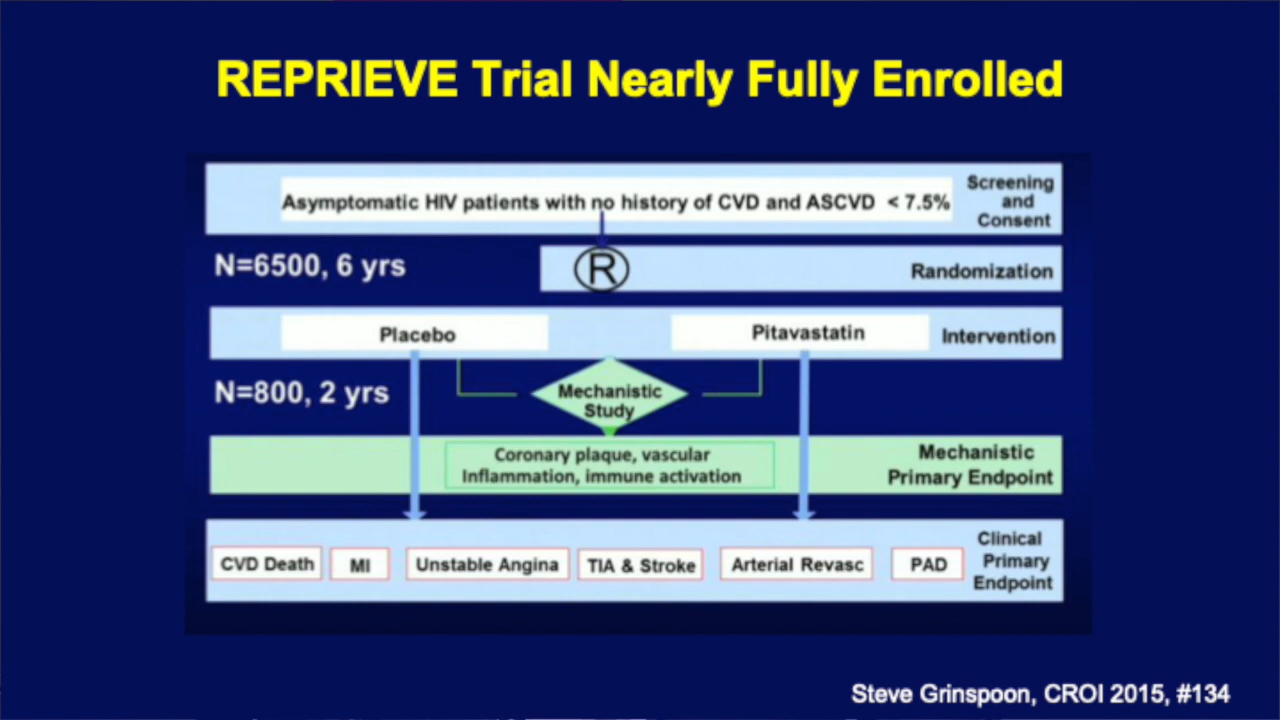 REPRIEVE Trial Nearly Fully Enrolled
Asymptomatic HIV patients with no history of CVD and ASCVD < 7.5%
Screening
and
Consent
N=6500, 6 yrs
R
Randomization
Placebo
Pitavastatin
Intervention
N=800, 2 yrs
Mechanistic
Study
Coronary plaque, vascular
Inflammation, immune activation
Mechanistic
Primary Endpoint
CVD Death
MI
Unstable Angina
TIA & Stroke
Arterial Revasc
PAD
Clinical
Primary
Endpoint
Steve Grinspoon, CROI 2015, #134